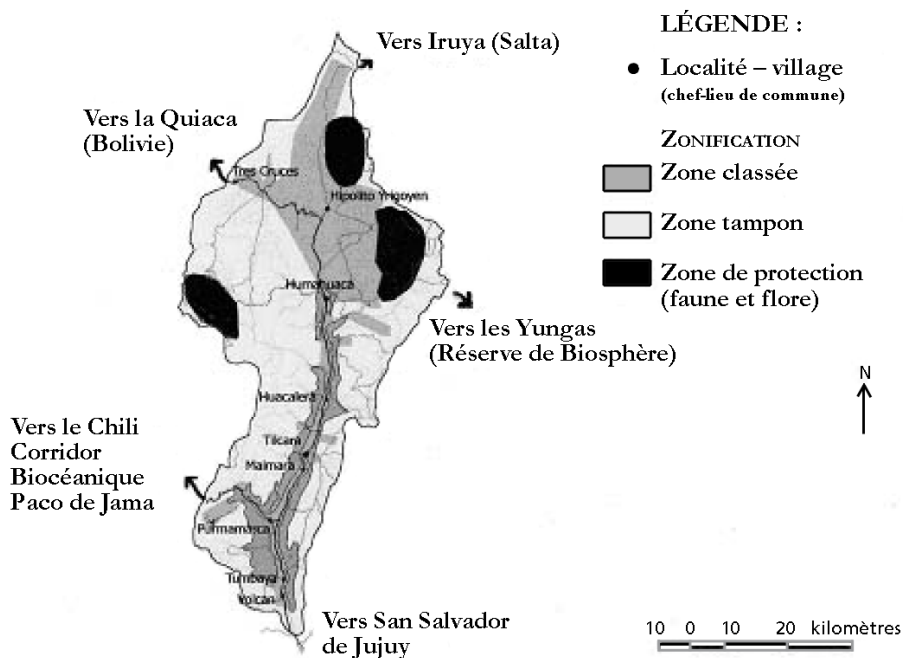 Vers Iruya (Salta)
Vers la Quiaca
(Bolivie)
Tres Cruces
Hipolito Yrigoyen
Humahuaca
Vers les Yungas
(Réserve de Biosphère)
Huacalera
Tilcara
Maimara
Vers le Chili
Corridor
Biocéanique
Paco de Jama
Purmamasca
Tumbaya
Volcan
Vers San Salvador
de Jujuy
LÉGENDE :
Localité – village
(chef-lieu de commune)
ZONIFICATION
Zone classée
Zone tampon
Zone de protection
(faune et flore)
N
10 0 10 20 kilomètres